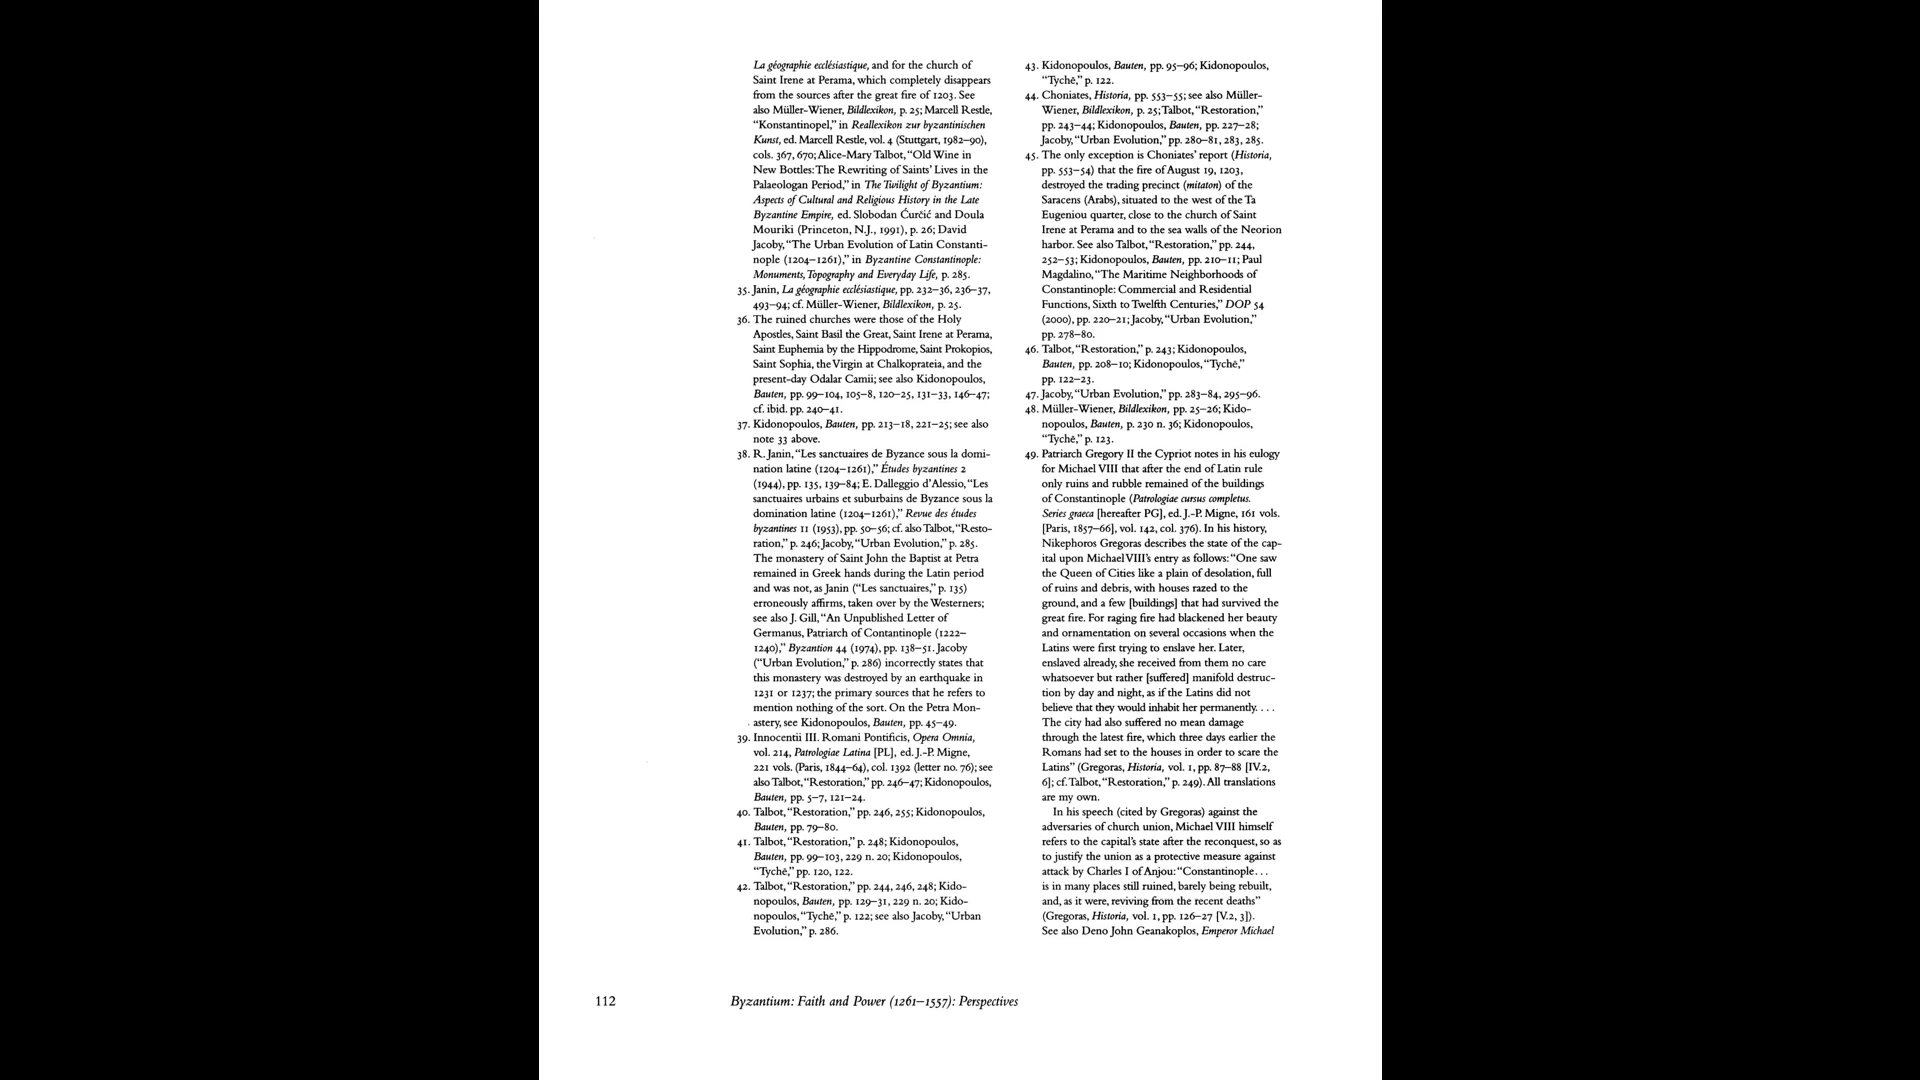 La géographie ecclésiastique, and for the church of
Saint Irene at Perama, which completely disappears
from the sources after the great fire of 1203. See
also Müller-Wiener, Bildlexikon, p. 25; Marcell Restle,
“Konstantinopel,” in Reallexikon zur byzantinischen
Kunst, ed. Marcell Restle, vol. 4 (Stuttgart, 1982–90),
cols. 367, 670; Alice-Mary Talbot, “Old Wine in
New Bottles: The Rewriting of Saints’ Lives in the
Palaeologan Period,” in The Twilight of Byzantium:
Aspects of Cultural and Religious History in the Late
Byzantine Empire, ed. Slobodan Ćurčić and Doula
Mouriki (Princeton, N.J., 1991), p. 26; David
Jacoby, “The Urban Evolution of Latin Constanti-
nople (1204–1261),” in Byzantine Constantinople:
Monuments, Topography and Everyday Life, p. 285.
35. Janin, La géographie ecclésiastique, pp. 232–36, 236–37,
493–94; cf. Müller-Wiener, Bildlexikon, p. 25.
36. The ruined churches were those of the Holy
Apostles, Saint Basil the Great, Saint Irene at Perama,
Saint Euphemia by the Hippodrome, Saint Prokopios,
Saint Sophia, the Virgin at Chalkoprateia, and the
present-day Odalar Camii; see also Kidonopoulos,
Bauten, pp. 99–104, 105–8, 120–25, 131–33, 146–47;
cf. ibid. pp. 240–41.
37. Kidonopoulos, Bauten, pp. 213–18, 221–25; see also
note 33 above.
38. R. Janin, “Les sanctuaires de Byzance sous la domi-
nation latine (1204–1261),” Études byzantines 2
(1944), pp. 135, 139–84; E. Dalleggio d’Alessio, “Les
sanctuaires urbains et suburbains de Byzance sous la
domination latine (1204–1261),” Revue des études
byzantines 11 (1953), pp. 50–56; cf. also Talbot, “Resto-
ration,” p. 246; Jacoby, “Urban Evolution,” p. 285.
The monastery of Saint John the Baptist at Petra
remained in Greek hands during the Latin period
and was not, as Janin (“Les sanctuaires,” p. 135)
erroneously affirms, taken over by the Westerners;
see also J. Gill, “An Unpublished Letter of
Germanus, Patriarch of Contantinople (1222–
1240),” Byzantion 44 (1974), pp. 138–51. Jacoby
(“Urban Evolution,” p. 286) incorrectly states that
this monastery was destroyed by an earthquake in
1231 or 1237; the primary sources that he refers to
mention nothing of the sort. On the Petra Mon-
astery, see Kidonopoulos, Bauten, pp. 45–49.
39. Innocentii III. Romani Pontificis, Opera Omnia,
vol. 214, Patrologiae Latina [PL], ed. J.-P. Migne,
221 vols. (Paris, 1844–64), col. 1392 (letter no. 76); see
also Talbot, “Restoration,” pp. 246–47; Kidonopoulos,
Bauten, pp. 5–7, 121–24.
40. Talbot, “Restoration,” pp. 246, 255; Kidonopoulos,
Bauten, pp. 79–80.
41. Talbot, “Restoration,” p. 248; Kidonopoulos,
Bauten, pp. 99–103, 229 n. 20; Kidonopoulos,
“Tychē,” pp. 120, 122.
42. Talbot, “Restoration,” pp. 244, 246, 248; Kido-
nopoulos, Bauten, pp. 129–31, 229 n. 20; Kido-
nopoulos, “Tychē,” p. 122; see also Jacoby, “Urban
Evolution,” p. 286.
43. Kidonopoulos, Bauten, pp. 95–96; Kidonopoulos,
“Tychē,” p. 122.
44. Choniates, Historia, pp. 553–55; see also Müller-
Wiener, Bildlexikon, p. 25; Talbot, “Restoration,”
pp. 243–44; Kidonopoulos, Bauten, pp. 227–28;
Jacoby, “Urban Evolution,” pp. 280–81, 283, 285.
45. The only exception is Choniates’ report (Historia,
pp. 553–54) that the fire of August 19, 1203,
destroyed the trading precinct (mitaton) of the
Saracens (Arabs), situated to the west of the Ta
Eugeniou quarter, close to the church of Saint
Irene at Perama and to the sea walls of the Neorion
harbor. See also Talbot, “Restoration,” pp. 244,
252–53; Kidonopoulos, Bauten, pp. 210–11; Paul
Magdalino, “The Maritime Neighborhoods of
Constantinople: Commercial and Residential
Functions, Sixth to Twelfth Centuries,” DOP 54
(2000), pp. 220–21; Jacoby, “Urban Evolution,”
pp. 278–80.
46. Talbot, “Restoration,” p. 243; Kidonopoulos,
Bauten, pp. 208–10; Kidonopoulos, “Tychē,”
pp. 122–23.
47. Jacoby, “Urban Evolution,” pp. 283–84, 295–96.
48. Müller-Wiener, Bildlexikon, pp. 25–26; Kido-
nopoulos, Bauten, p. 230 n. 36; Kidonopoulos,
“Tychē,” p. 123.
49. Patriarch Gregory II the Cypriot notes in his eulogy
for Michael VIII that after the end of Latin rule
only ruins and rubble remained of the buildings
of Constantinople (Patrologiae cursus completus.
Series graeca [hereafter PG], ed. J.-P. Migne, 161 vols.
[Paris, 1857–66], vol. 142, col. 376). In his history,
Nikephoros Gregoras describes the state of the cap-
ital upon Michael VIII’s entry as follows: “One saw
the Queen of Cities like a plain of desolation, full
of ruins and debris, with houses razed to the
ground, and a few [buildings] that had survived the
great fire. For raging fire had blackened her beauty
and ornamentation on several occasions when the
Latins were first trying to enslave her. Later,
enslaved already, she received from them no care
whatsoever but rather [suffered] manifold destruc-
tion by day and night, as if the Latins did not
believe that they would inhabit her permanently. . . .
The city had also suffered no mean damage
through the latest fire, which three days earlier the
Romans had set to the houses in order to scare the
Latins” (Gregoras, Historia, vol. 1, pp. 87–88 [IV.2,
6]; cf. Talbot, “Restoration,” p. 249). All translations
are my own.
In his speech (cited by Gregoras) against the
adversaries of church union, Michael VIII himself
refers to the capital’s state after the reconquest, so as
to justify the union as a protective measure against
attack by Charles I of Anjou: “Constantinople . . .
is in many places still ruined, barely being rebuilt,
and, as it were, reviving from the recent deaths”
(Gregoras, Historia, vol. 1, pp. 126–27 [V.2, 3]).
See also Deno John Geanakoplos, Emperor Michael
112 Byzantium: Faith and Power (1261–1557): Perspectives